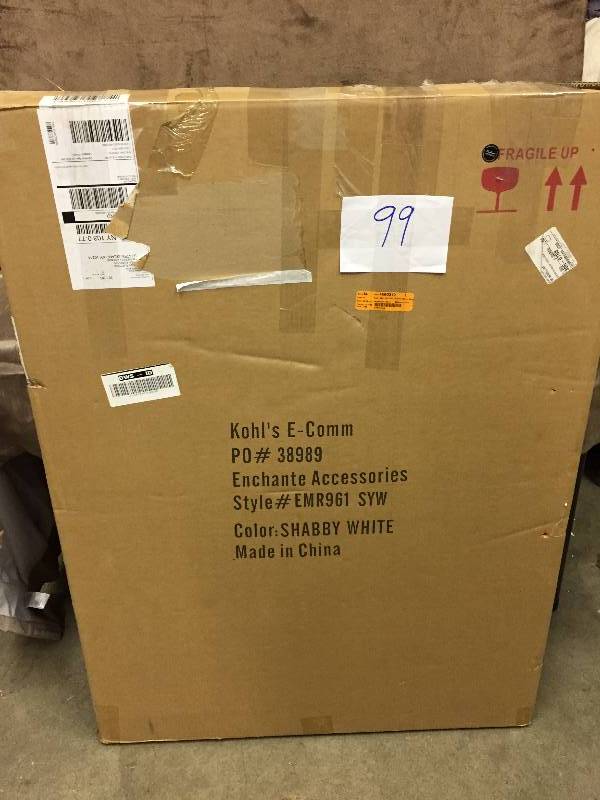 FRAGILE UP
99
Kohl's E-Comm
PO# 38989
Enchante Accessories
Style#EMR961 SYW
Color:SHABBY WHITE
Made in China